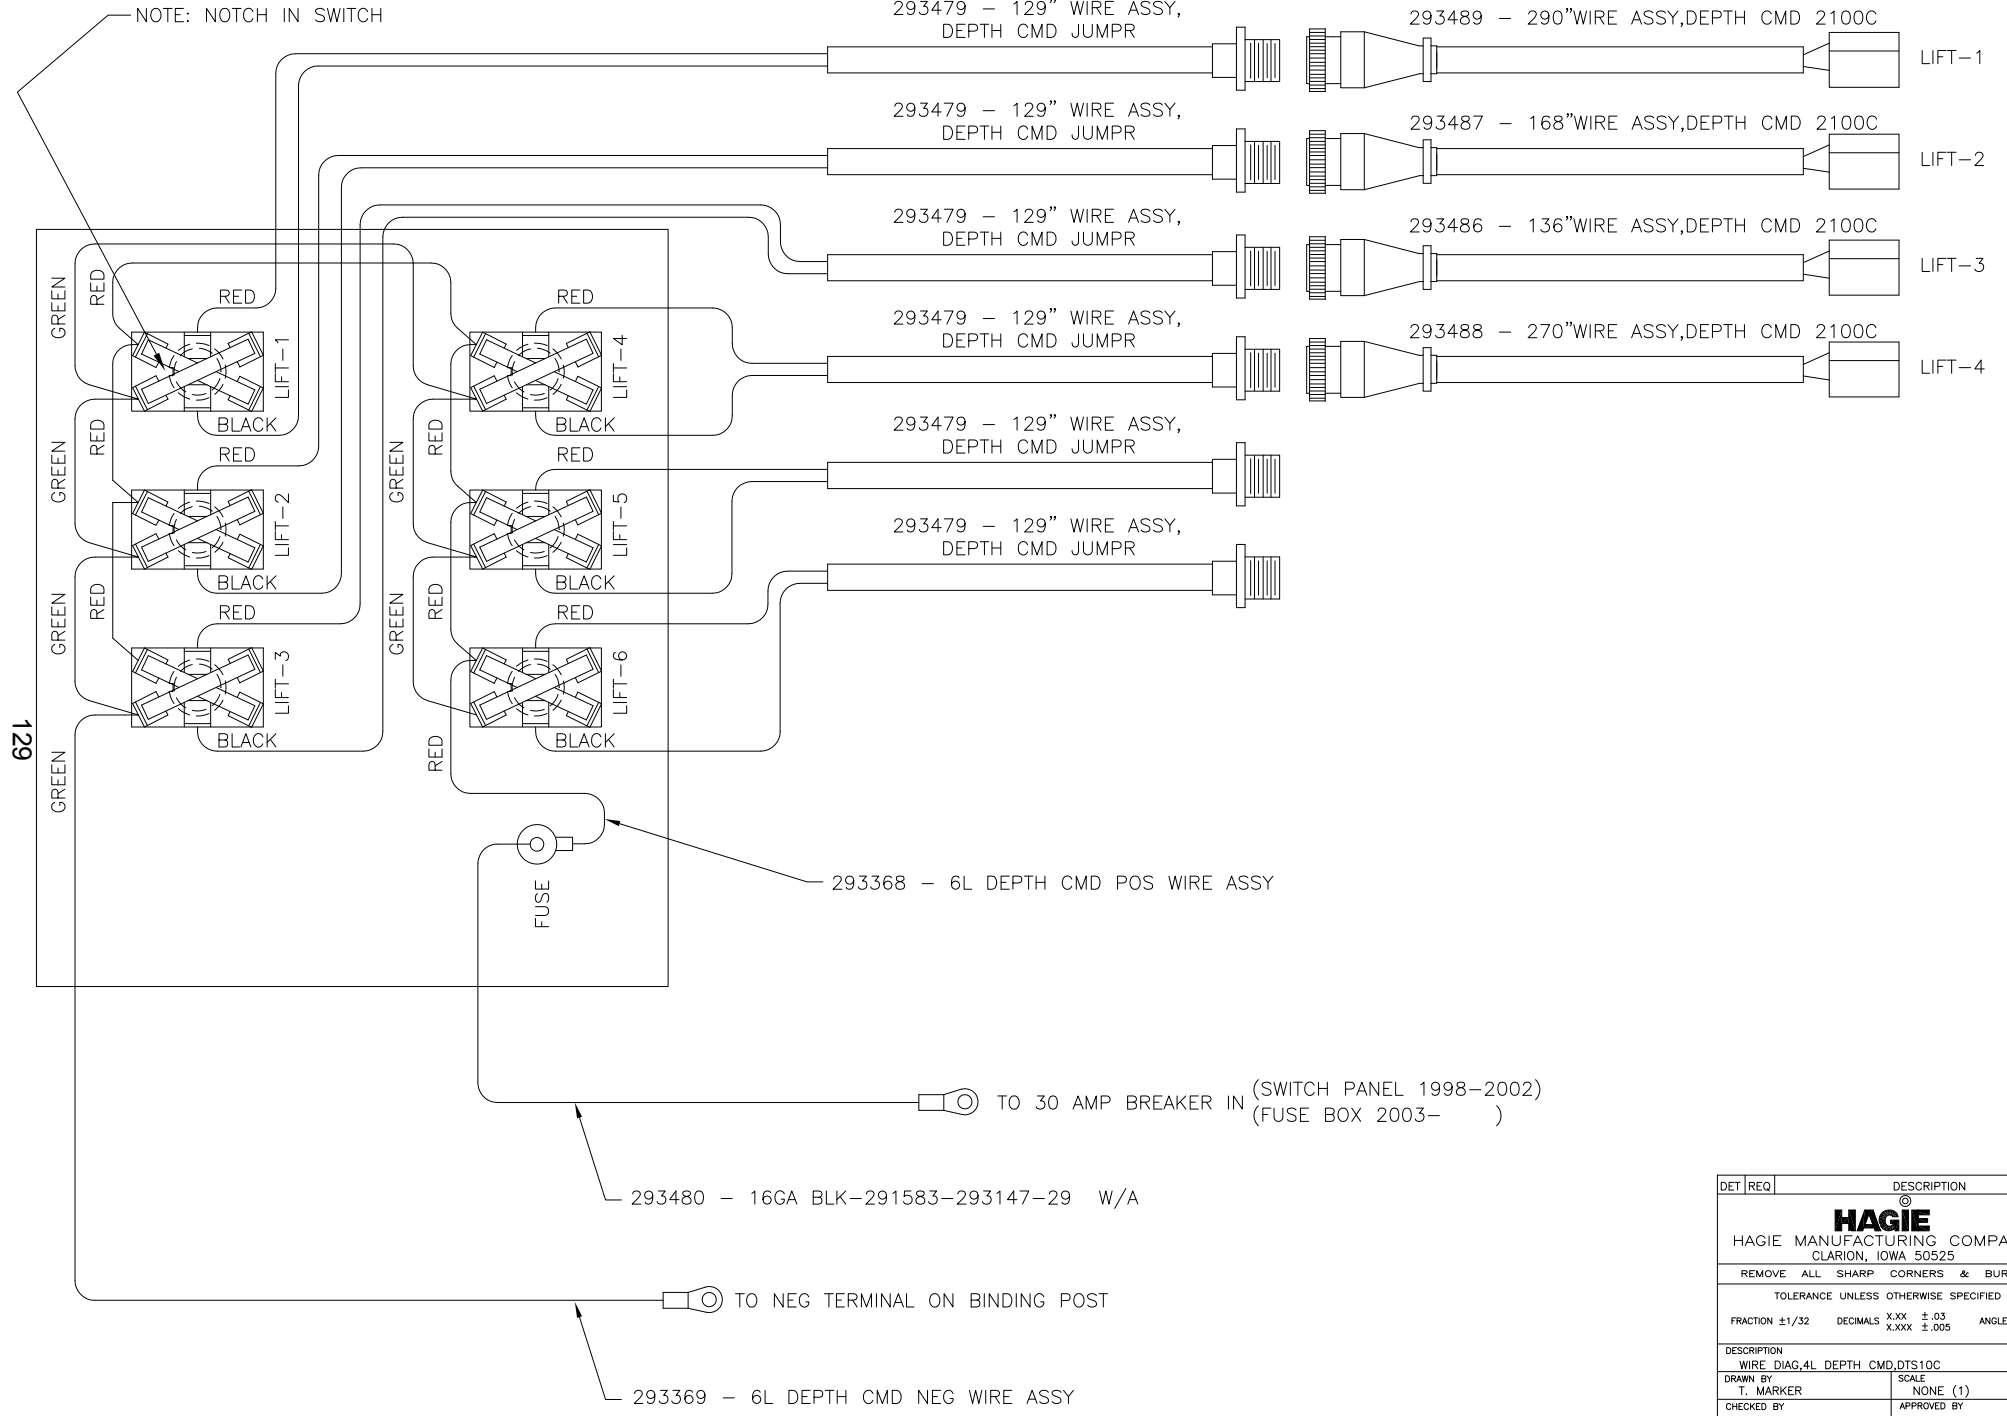 NOTE: NOTCH IN SWITCH
293479 – 129" WIRE ASSY,
DEPTH CMD JUMPR
293489 – 290"WIRE ASSY,DEPTH CMD 2100C
LIFT–1
293479 – 129" WIRE ASSY,
DEPTH CMD JUMPR
293487 – 168"WIRE ASSY,DEPTH CMD 2100C
LIFT–2
293479 – 129" WIRE ASSY,
DEPTH CMD JUMPR
293486 – 136"WIRE ASSY,DEPTH CMD 2100C
LIFT–3
293479 – 129" WIRE ASSY,
DEPTH CMD JUMPR
293488 – 270"WIRE ASSY,DEPTH CMD 2100C
LIFT–4
293479 – 129" WIRE ASSY,
DEPTH CMD JUMPR
293479 – 129" WIRE ASSY,
DEPTH CMD JUMPR
GREEN
RED
RED
LIFT–1
BLACK
RED
LIFT–4
BLACK
GREEN
RED
RED
LIFT–2
BLACK
GREEN
RED
RED
LIFT–5
BLACK
GREEN
RED
RED
LIFT–3
BLACK
GREEN
RED
RED
LIFT–6
BLACK
GREEN
RED
129
FUSE
293368 – 6L DEPTH CMD POS WIRE ASSY
TO 30 AMP BREAKER IN
(SWITCH PANEL 1998–2002)
(FUSE BOX 2003– )
293480 – 16GA BLK–291583–293147–29 W/A
TO NEG TERMINAL ON BINDING POST
293369 – 6L DEPTH CMD NEG WIRE ASSY
DET REQ DESCRIPTION
HAGIE
HAGIE MANUFACTURING COMPA
CLARION, IOWA 50525
REMOVE ALL SHARP CORNERS & BUR
TOLERANCE UNLESS OTHERWISE SPECIFIED
FRACTION ±1/32 DECIMALS X.XX ±.03 ANGLE
X.XXX ±.005
DESCRIPTION
WIRE DIAG,4L DEPTH CMD,DTS10C
DRAWN BY SCALE
T. MARKER NONE (1)
CHECKED BY APPROVED BY